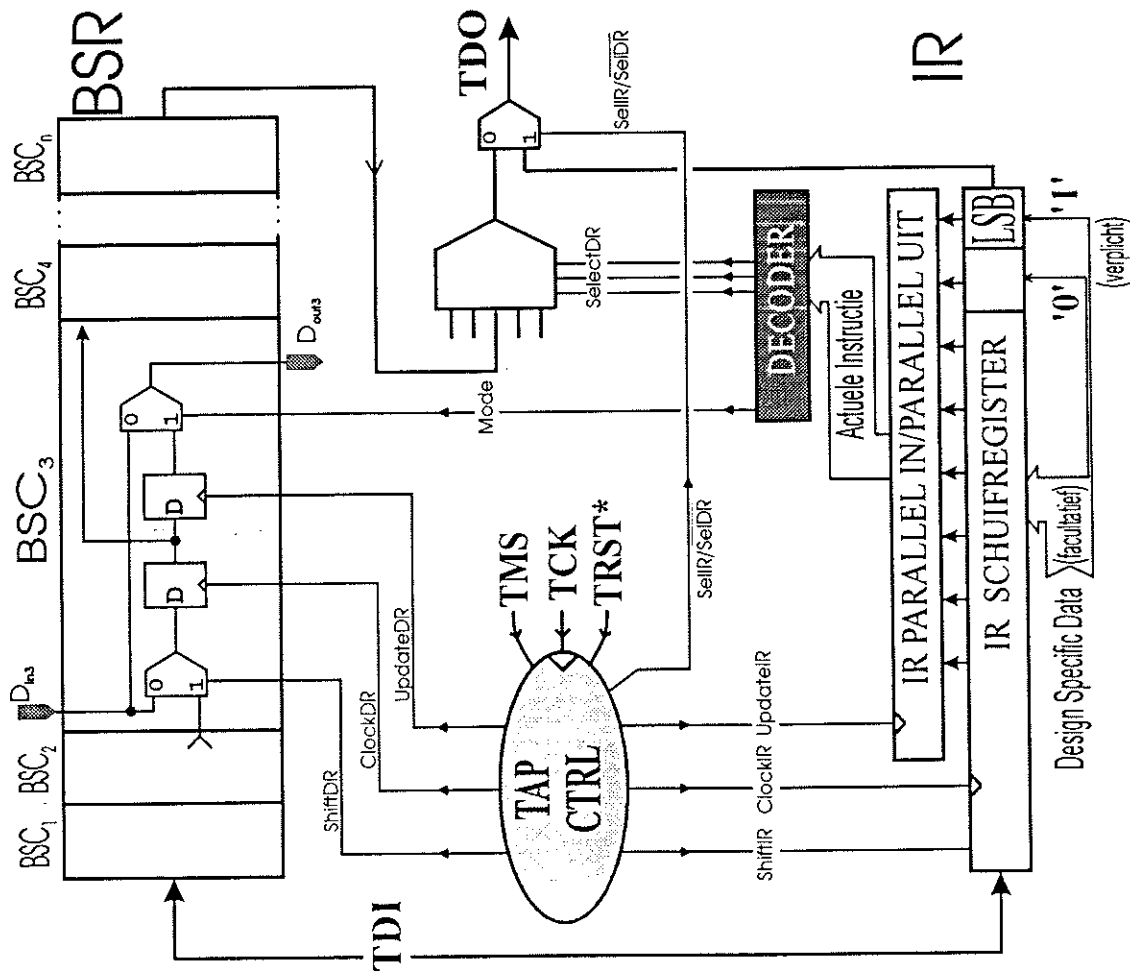 BSR
BSC1
BSC2
BSC3
BSC4
BSCn
DIn3
0
1
D
D
0
1
Dout3
ShiftDR
ClockDR
UpdateDR
Mode
SelectDR
TDO
0
1
SelIR/SelDR
TDI
TAP
CTRL
TMS
TCK
TRST*
SelIR/SelDR
ShiftIR
ClockIR
UpdateIR
DECODER
Actuele Instructie
IR PARALLEL IN/PARALLEL UIT
IR SCHUIFREGISTER
LSB
IR
Design Specific Data
(facultatief)
'0'
'1'
(verplicht)